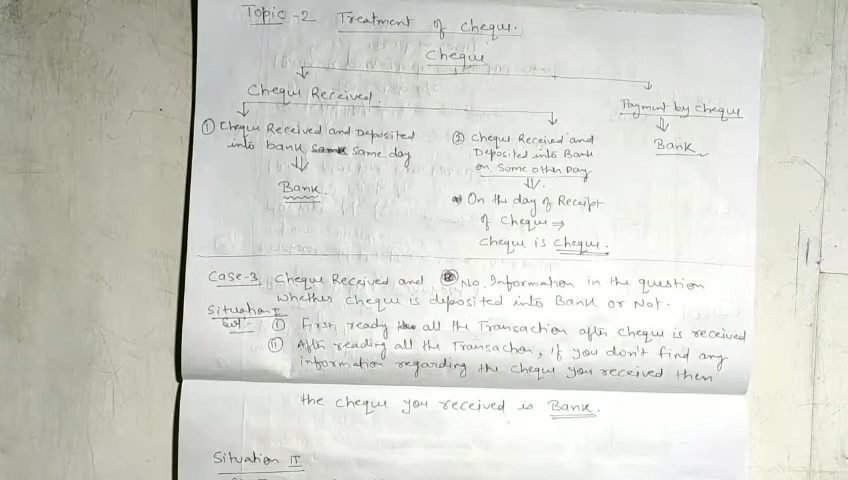 Topic-2 Treatment of cheque.
Cheque
Cheque Received.
Payment by cheque
Bank
① Cheque Received and Deposited
into bank same day
Bank.
② Cheque Received and
Deposited into Bank
on Some other Day
On the day of Receipt
of Cheque ⇒
Cheque is Cheque.
Case-3 Cheque Received and No Information in the question
whether cheque is deposited into Bank or Not.
Situation I
Sol:- ① First ready all the Transaction after cheque is received
② After reading all the Transaction, if you don't find any
information regarding the cheque you received then
the cheque you received is Bank.
Situation II